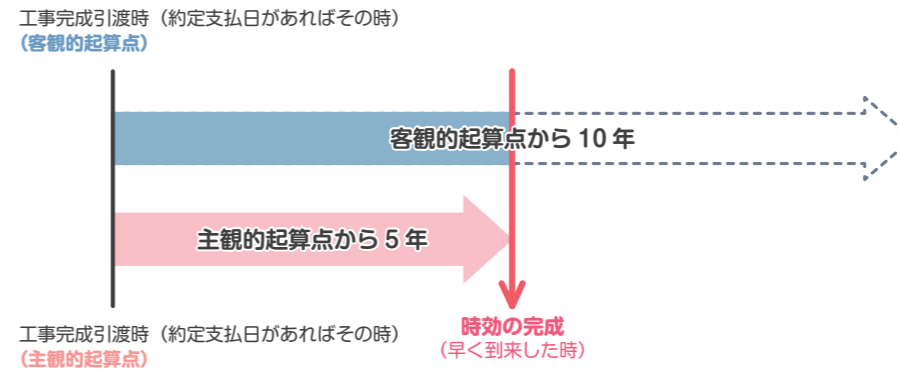 工事完成引渡時（約定支払日があればその時）
（客観的起算点）
客観的起算点から 10 年
主観的起算点から 5 年
工事完成引渡時（約定支払日があればその時）
（主観的起算点）
時効の完成
（早く到来した時）